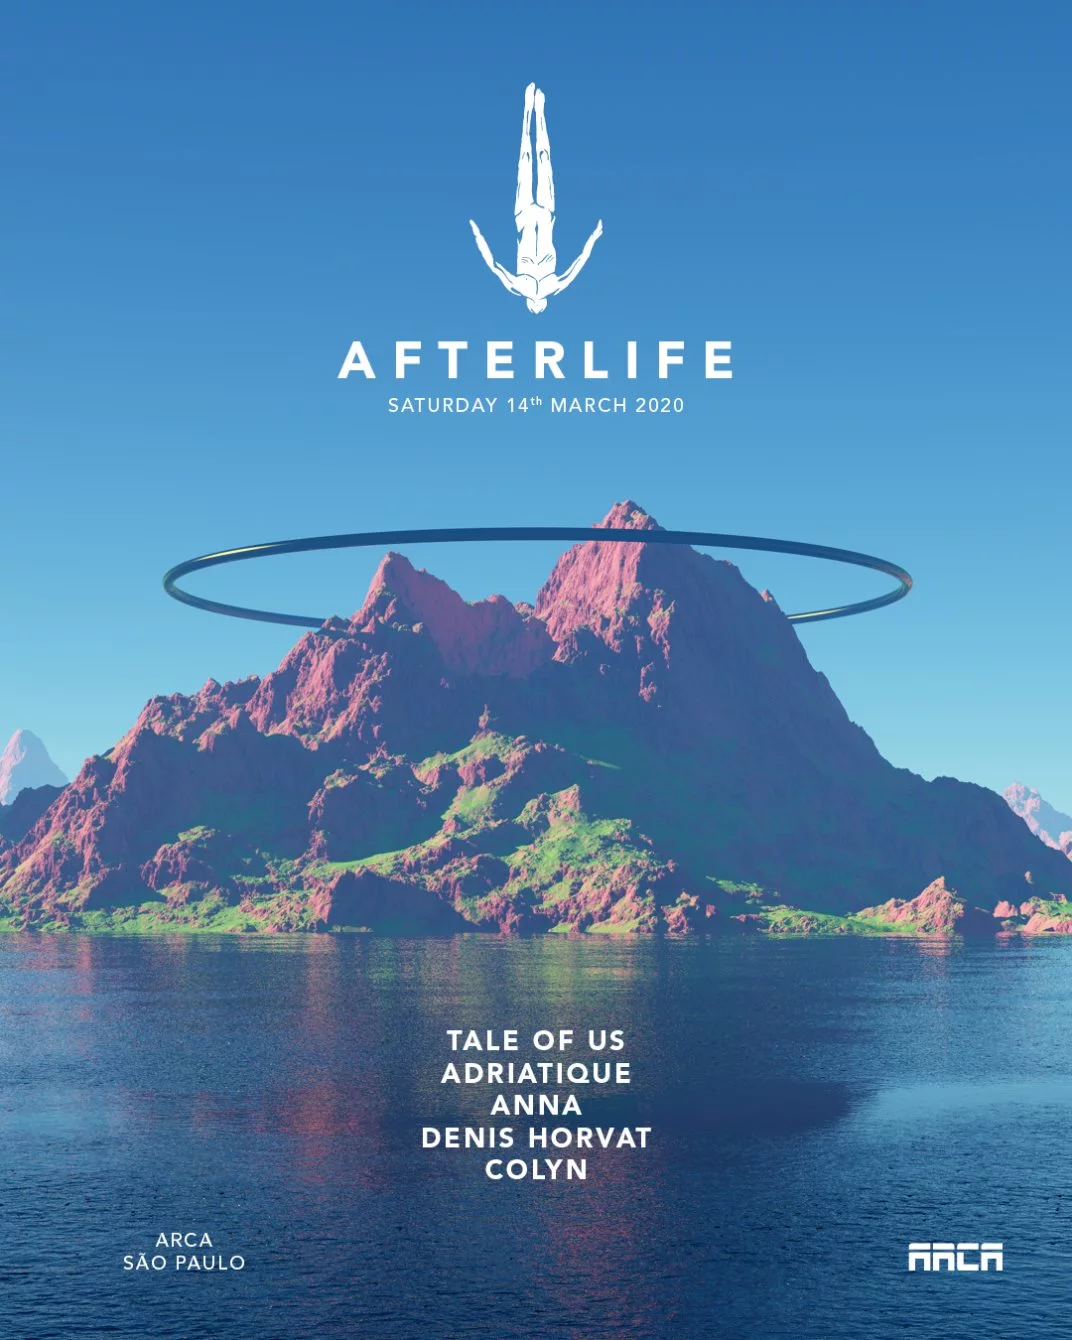 AFTERLIFE
SATURDAY 14th MARCH 2020
TALE OF US
ADRIATIQUE
ANNA
DENIS HORVAT
COLYN
ARCA
SÃO PAULO
ARCA